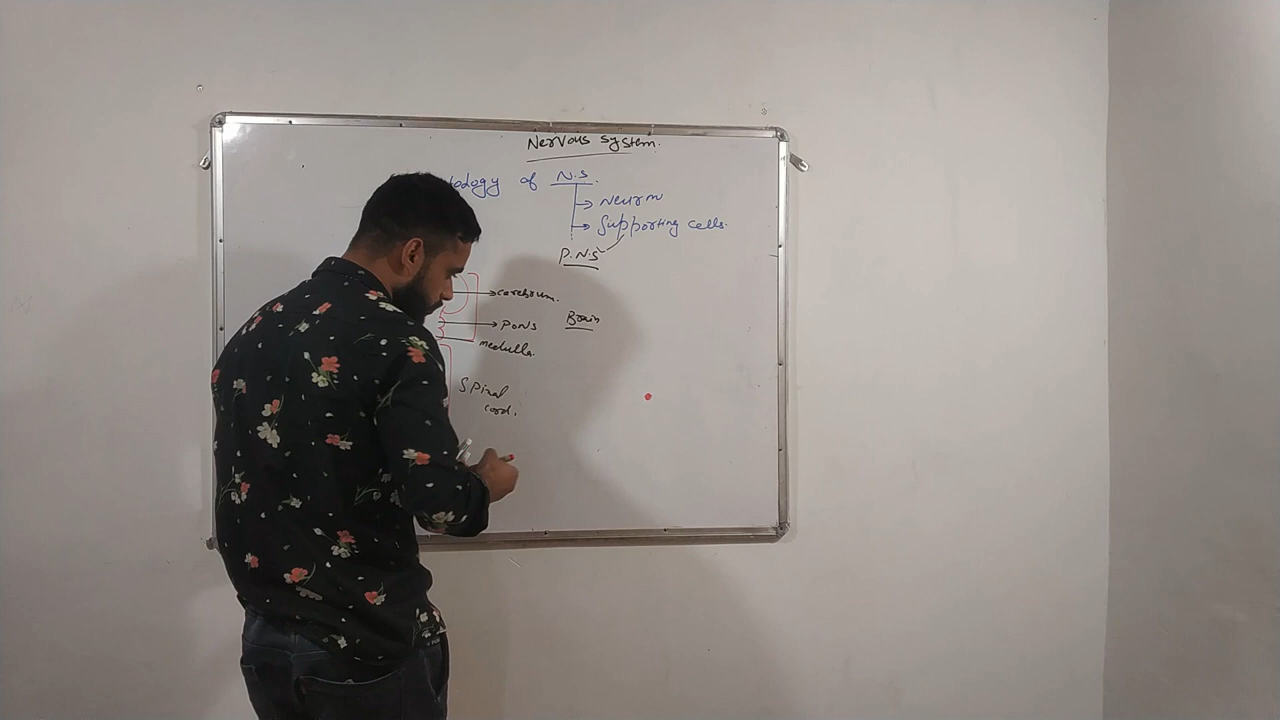 Nervous system.
of N.S.
Neuron
Supporting cells.
P.N.S
cerebrum.
Brain
PONS
medulla.
Spinal
cord.